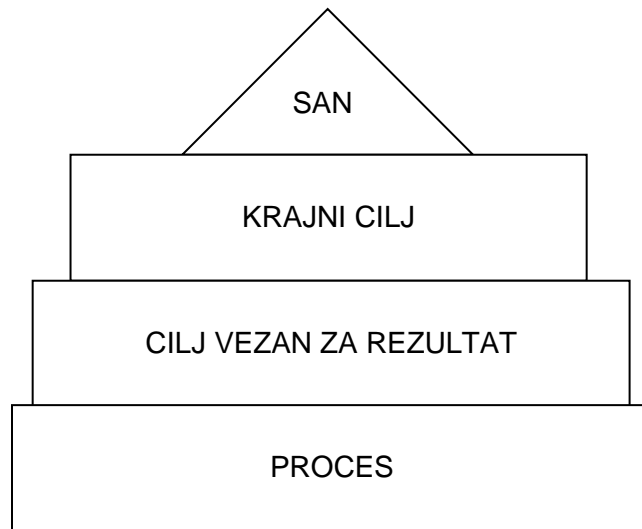 SAN
KRAJNI CILJ
CILJ VEZAN ZA REZULTAT
PROCES